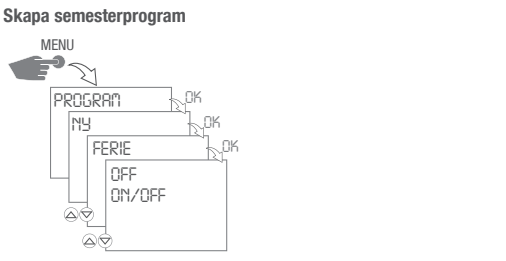 Skapa semesterprogram
MENU
PROGRAM
OK
NY
OK
FERIE
OK
OFF
ON/OFF